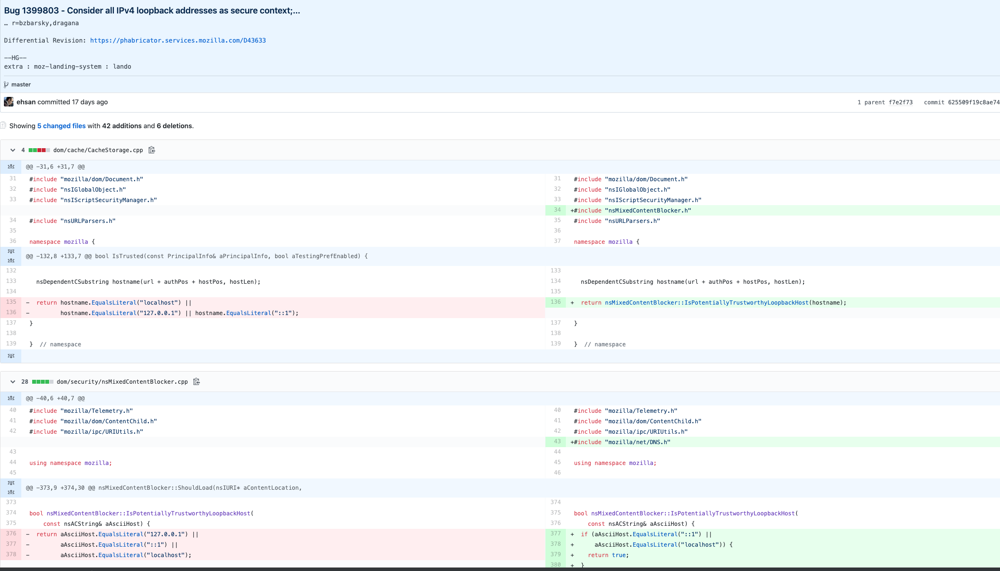 Bug 1399803 - Consider all IPv4 loopback addresses as secure context;...
… r=bzbarsky,dragana
Differential Revision: https://phabricator.services.mozilla.com/D43633
--HG--
extra : moz-landing-system : lando
master
ehsan committed 17 days ago
1 parent f7e2f73 commit 625509f19c8ae74
Showing 5 changed files with 42 additions and 6 deletions.
4 dom/cache/CacheStorage.cpp
@@ -31,6 +31,7 @@
31 #include "mozilla/dom/Document.h" 31 #include "mozilla/dom/Document.h"
32 #include "nsIGlobalObject.h" 32 #include "nsIGlobalObject.h"
33 #include "nsIScriptSecurityManager.h" 33 #include "nsIScriptSecurityManager.h"
34 +#include "nsMixedContentBlocker.h"
34 #include "nsURLParsers.h" 35 #include "nsURLParsers.h"
35 36
36 namespace mozilla { 37 namespace mozilla {
@@ -132,8 +133,7 @@ bool IsTrusted(const PrincipalInfo& aPrincipalInfo, bool aTestingPrefEnabled) {
132 133
133 nsDependentCSubstring hostname(url + authPos + hostPos, hostLen); 134 nsDependentCSubstring hostname(url + authPos + hostPos, hostLen);
134 135
135 - return hostname.EqualsLiteral("localhost") || 136 + return nsMixedContentBlocker::IsPotentiallyTrustworthyLoopbackHost(hostname);
136 - hostname.EqualsLiteral("127.0.0.1") || hostname.EqualsLiteral("::1");
137 } 137 }
138 138
139 } // namespace 139 } // namespace
28 dom/security/nsMixedContentBlocker.cpp
@@ -40,6 +40,7 @@
40 #include "mozilla/Telemetry.h" 40 #include "mozilla/Telemetry.h"
41 #include "mozilla/dom/ContentChild.h" 41 #include "mozilla/dom/ContentChild.h"
42 #include "mozilla/ipc/URIUtils.h" 42 #include "mozilla/ipc/URIUtils.h"
43 +#include "mozilla/net/DNS.h"
43 44
44 using namespace mozilla; 45 using namespace mozilla;
45 46
@@ -373,9 +374,30 @@ nsMixedContentBlocker::ShouldLoad(nsIURI* aContentLocation,
373 374
374 bool nsMixedContentBlocker::IsPotentiallyTrustworthyLoopbackHost( 375 bool nsMixedContentBlocker::IsPotentiallyTrustworthyLoopbackHost(
375 const nsACString& aAsciiHost) { 376 const nsACString& aAsciiHost) {
376 - return aAsciiHost.EqualsLiteral("127.0.0.1") || 377 + if (aAsciiHost.EqualsLiteral("::1") ||
377 - aAsciiHost.EqualsLiteral("::1") || 378 + aAsciiHost.EqualsLiteral("localhost")) {
378 - aAsciiHost.EqualsLiteral("localhost"); 379 + return true;
380 + }